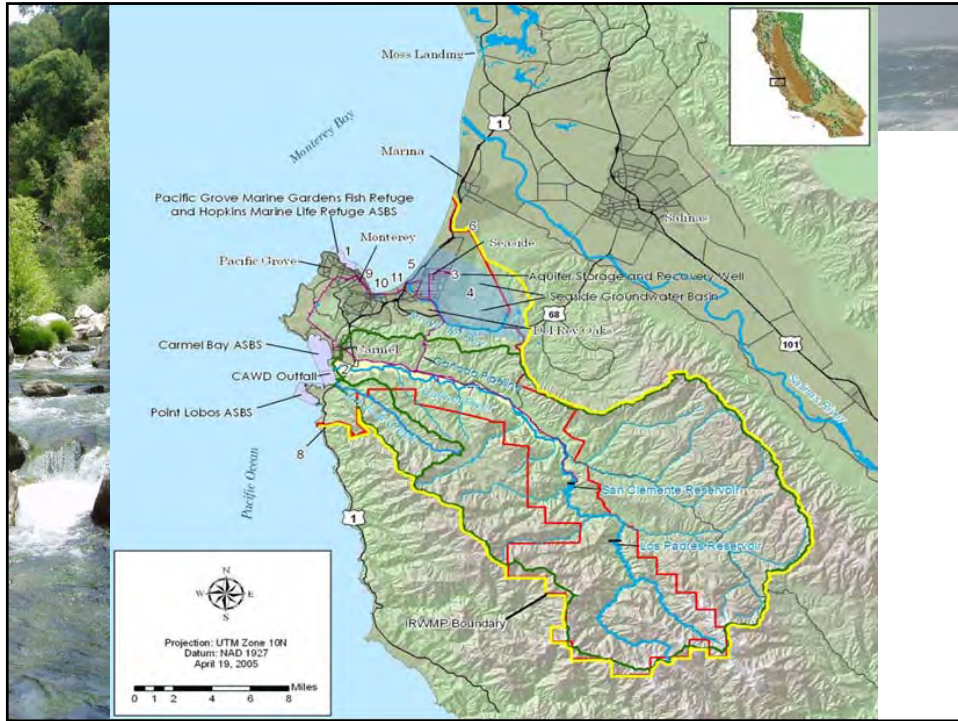 Moss Landing
Monterey Bay
1
Marina
Salinas
Pacific Grove Marine Gardens Fish Refuge
and Hopkins Marine Life Refuge ASBS
1
Monterey
6
Seaside
Pacific Grove
9
10
11
5
3
Aquifer Storage and Recovery Well
4
Seaside Groundwater Basin
68
Del Rey Oaks
101
Carmel Bay ASBS
Carmel
2
CAWD Outfall
7
Salinas River
Point Lobos ASBS
8
Pacific Ocean
San Clemente Reservoir
1
Los Padres Reservoir
IRWMP Boundary
N
W E
S
Projection: UTM Zone 10N
Datum: NAD 1927
April 19, 2005
0 1 2 4 6 8 Miles